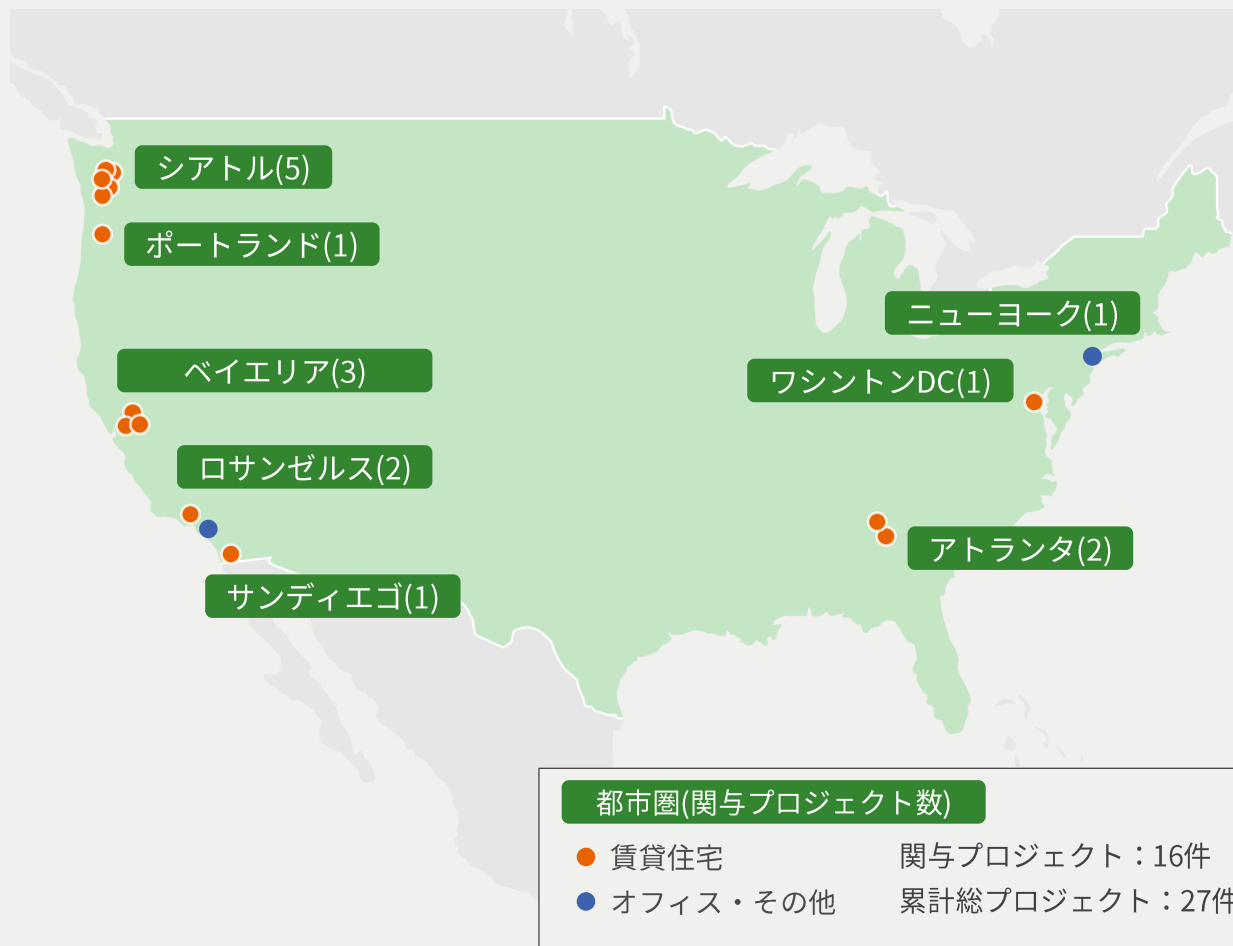 シアトル(5)
ポートランド(1)
ニューヨーク(1)
ベイエリア(3)
ワシントンDC(1)
ロサンゼルス(2)
アトランタ(2)
サンディエゴ(1)
都市圏(関与プロジェクト数)
賃貸住宅 関与プロジェクト：16件
オフィス・その他 累計総プロジェクト：27件